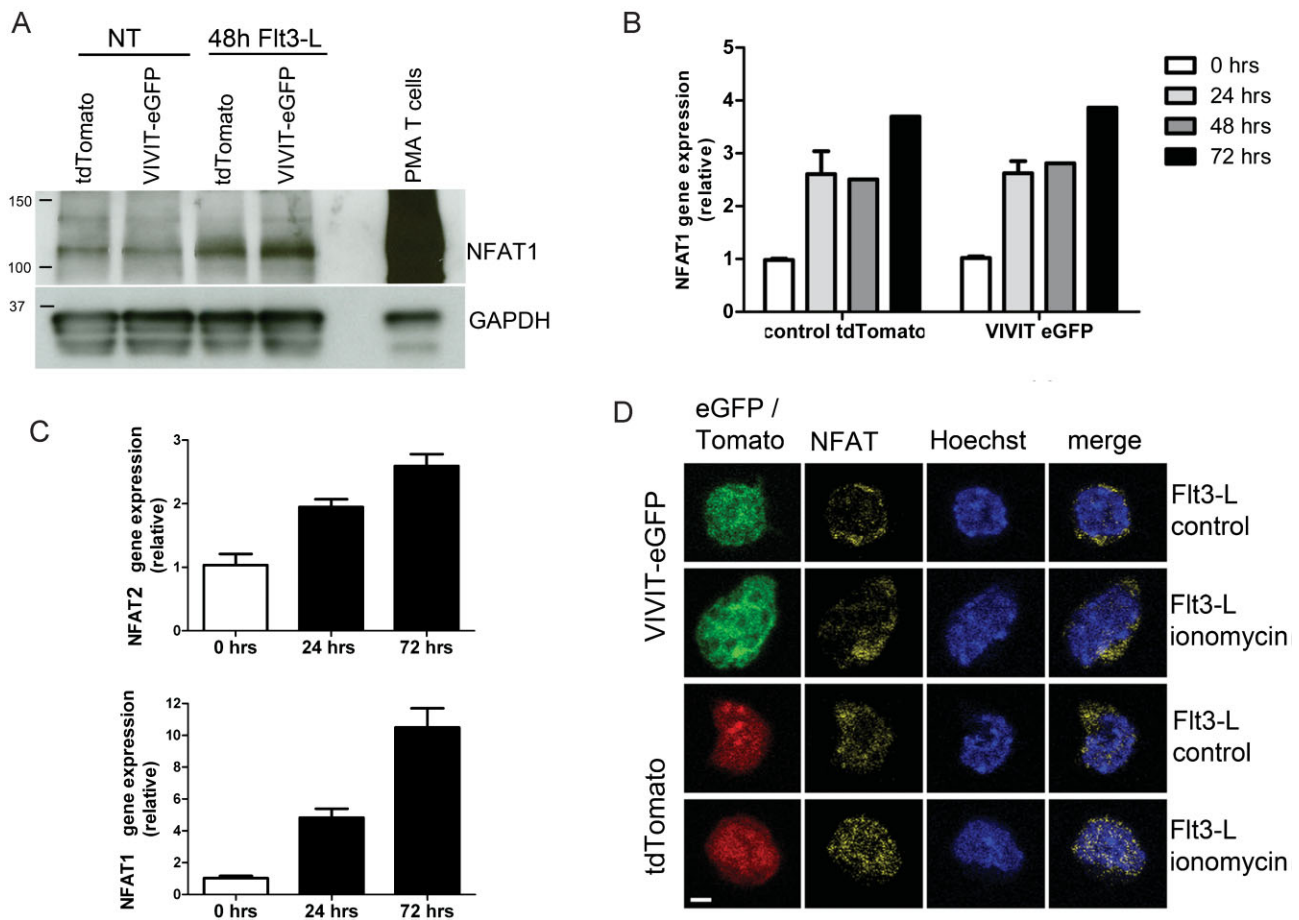 A
NT
48h Flt3-L
tdTomato
VIVIT-eGFP
tdTomato
VIVIT-eGFP
PMA T cells
150
100
NFAT1
37
GAPDH
B
NFAT1 gene expression
(relative)
5
4
3
2
1
0
control tdTomato
VIVIT eGFP
0 hrs
24 hrs
48 hrs
72 hrs
C
NFAT2 gene expression
(relative)
3
2
1
0
0 hrs
24 hrs
72 hrs
NFAT1 gene expression
(relative)
12
10
8
6
4
2
0
0 hrs
24 hrs
72 hrs
D
eGFP /
Tomato
NFAT
Hoechst
merge
VIVIT-eGFP
tdTomato
Flt3-L
control
Flt3-L
ionomycin
Flt3-L
control
Flt3-L
ionomycin